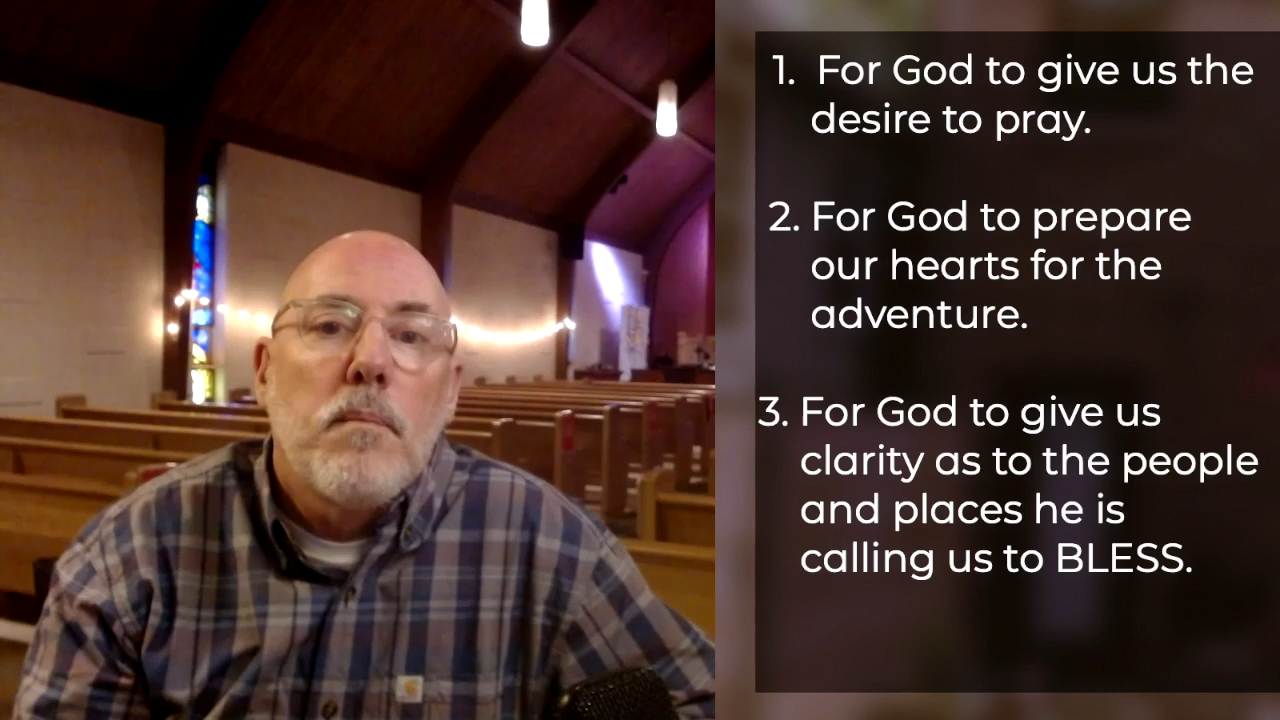 1. For God to give us the
desire to pray.
2. For God to prepare
our hearts for the
adventure.
3. For God to give us
clarity as to the people
and places he is
calling us to BLESS.